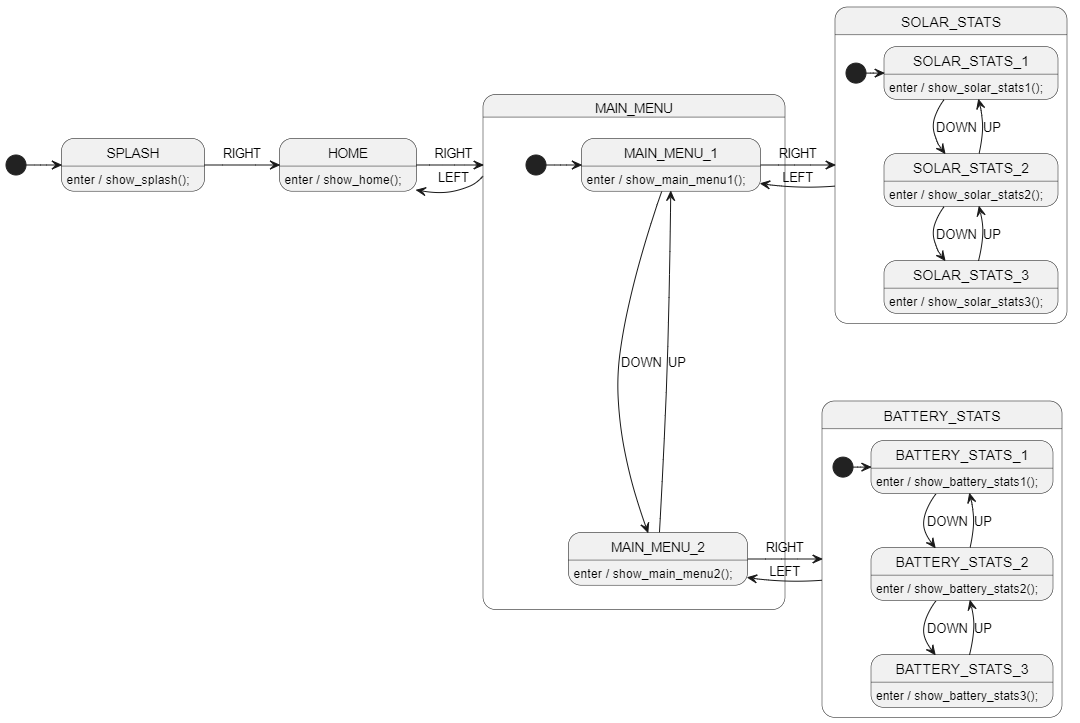 SOLAR_STATS
SOLAR_STATS_1
enter / show_solar_stats1();
DOWN UP
SOLAR_STATS_2
enter / show_solar_stats2();
DOWN UP
SOLAR_STATS_3
enter / show_solar_stats3();
MAIN_MENU
SPLASH
enter / show_splash();
RIGHT
HOME
enter / show_home();
RIGHT
LEFT
MAIN_MENU_1
enter / show_main_menu1();
RIGHT
LEFT
DOWN UP
MAIN_MENU_2
enter / show_main_menu2();
RIGHT
LEFT
BATTERY_STATS
BATTERY_STATS_1
enter / show_battery_stats1();
DOWN UP
BATTERY_STATS_2
enter / show_battery_stats2();
DOWN UP
BATTERY_STATS_3
enter / show_battery_stats3();